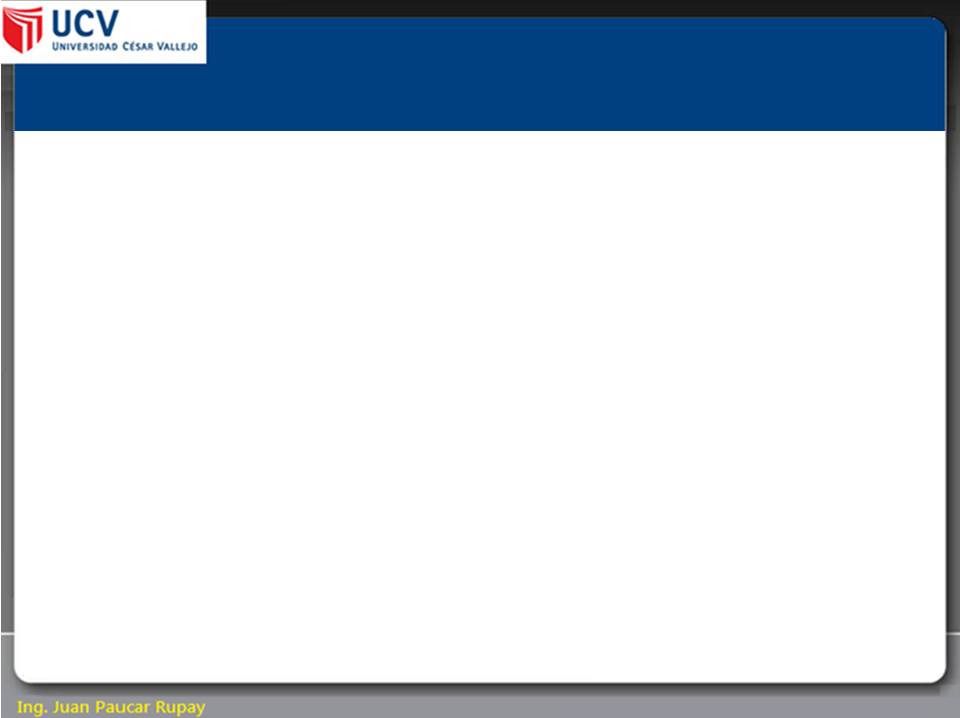 UCV
UNIVERSIDAD CÉSAR VALLEJO
Ing. Juan Paucar Rupay